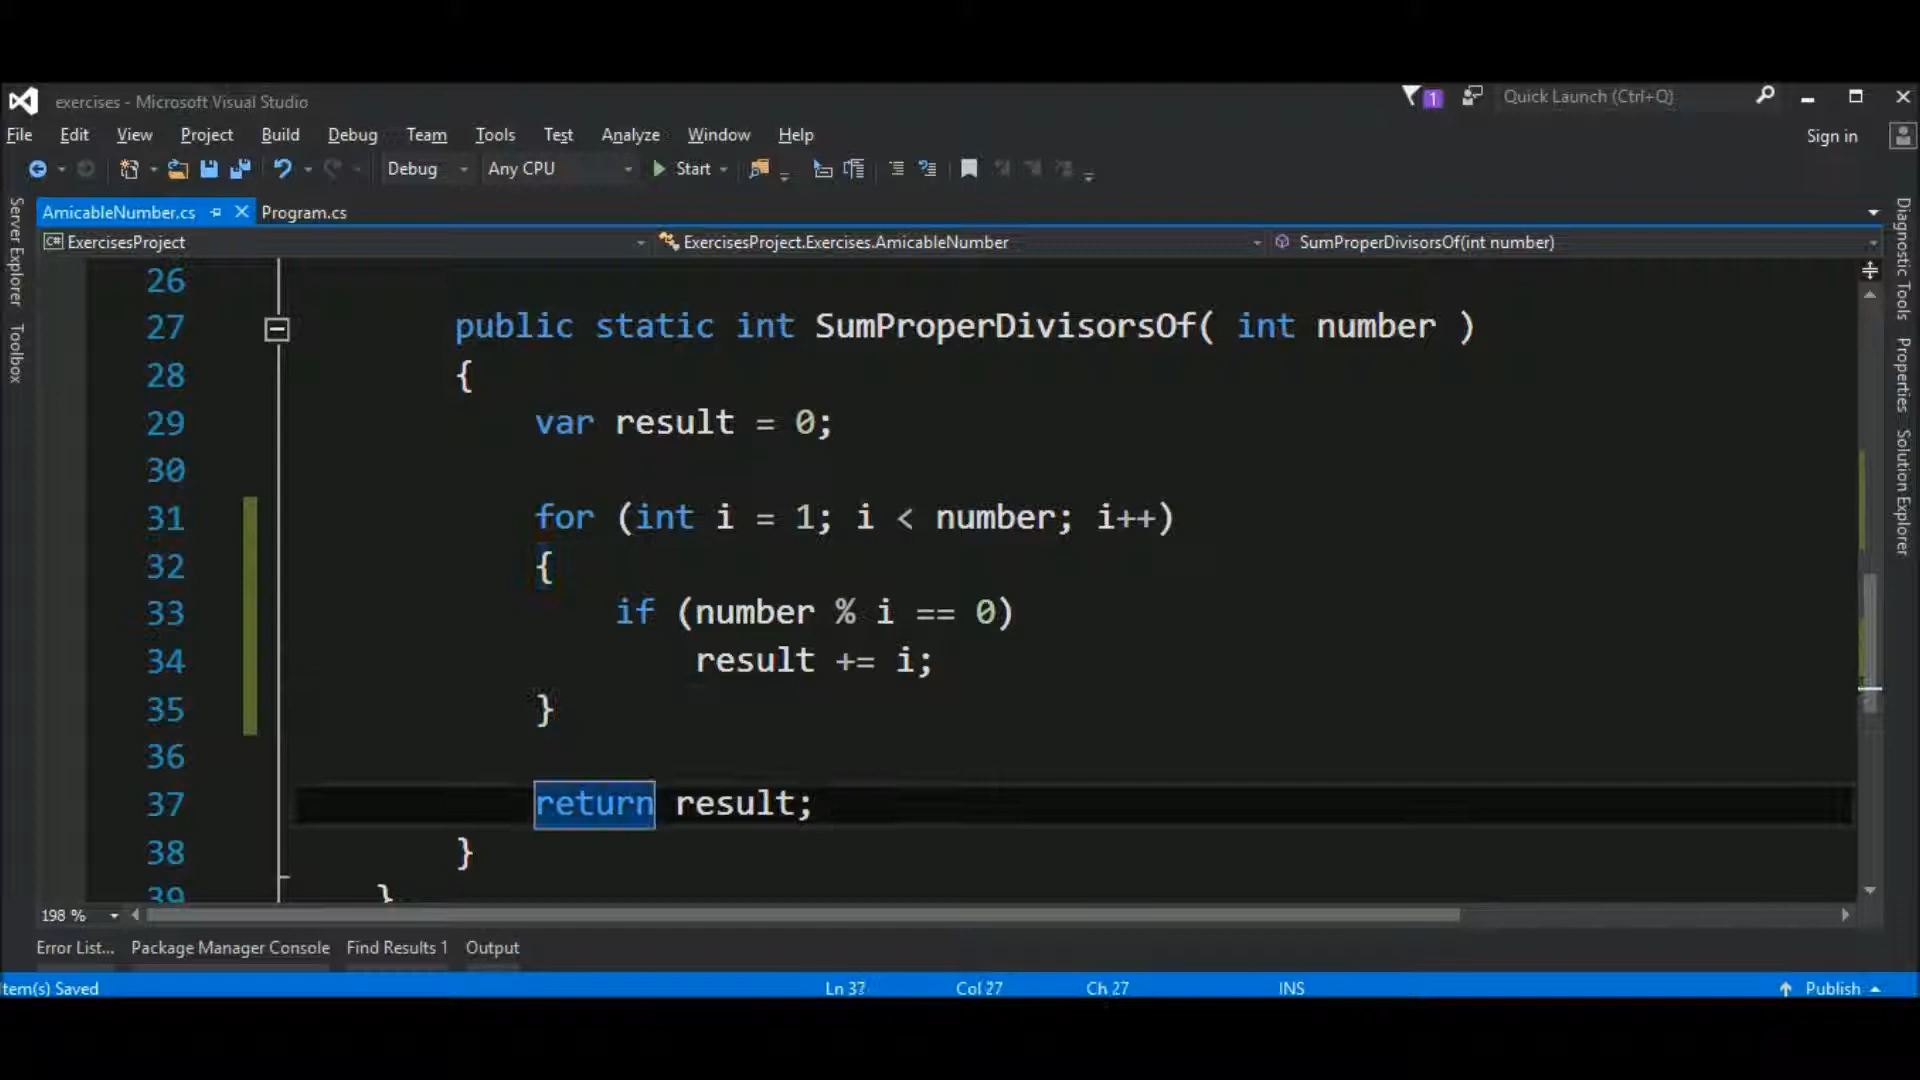 exercises - Microsoft Visual Studio
1
Quick Launch (Ctrl+Q)
File Edit View Project Build Debug Team Tools Test Analyze Window Help
Sign in
Debug Any CPU Start
AmicableNumber.cs Program.cs
C# ExercisesProject ExercisesProject.Exercises.AmicableNumber SumProperDivisorsOf(int number)
Server Explorer
Toolbox
26
27 public static int SumProperDivisorsOf( int number )
28 {
29 var result = 0;
30
31 for (int i = 1; i < number; i++)
32 {
33 if (number % i == 0)
34 result += i;
35 }
36
37 return result;
38 }
39 }
Diagnostic Tools
Properties
Solution Explorer
198 %
Error List... Package Manager Console Find Results 1 Output
tem(s) Saved Ln 37 Col 27 Ch 27 INS Publish